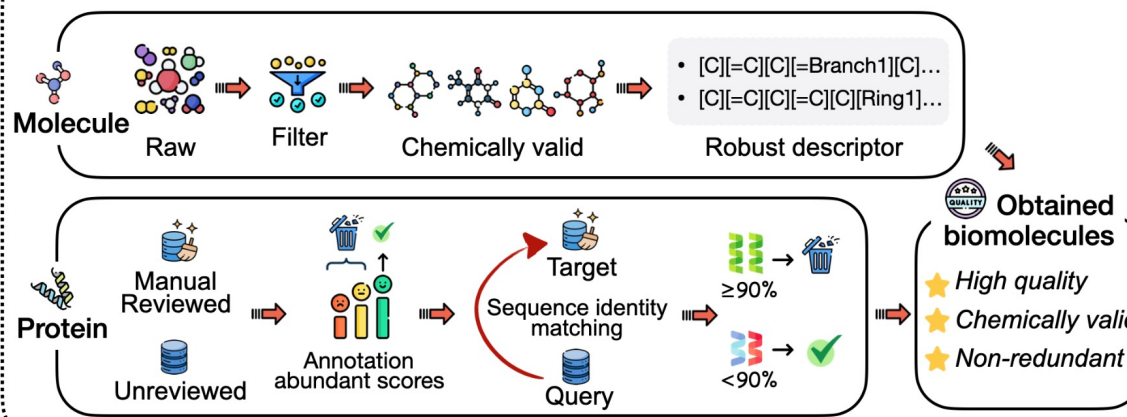 Molecule
Raw
Filter
Chemically valid
• [C][=C][C][=Branch1][C]...
• [C][=C][C][=C][C][Ring1]...
Robust descriptor
Protein
Manual
Reviewed
Unreviewed
Annotation
abundant scores
Target
Sequence identity
matching
Query
≥90%
<90%
QUALITY
Obtained
biomolecules
High quality
Chemically valid
Non-redundant